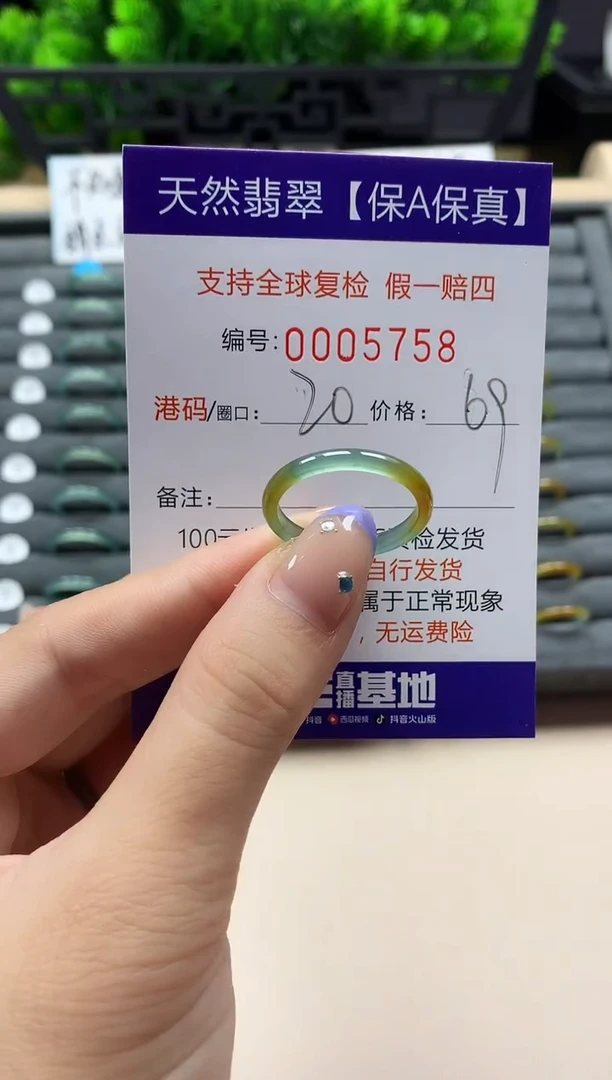 天然翡翠【保A保真】
支持全球复检 假一赔四
编号:0005758
港码/圈口: 20 价格: 69
备注:
100 检发货
自行发货
属于正常现象
,无运费险
直播基地
抖音 西瓜视频 抖音火山版